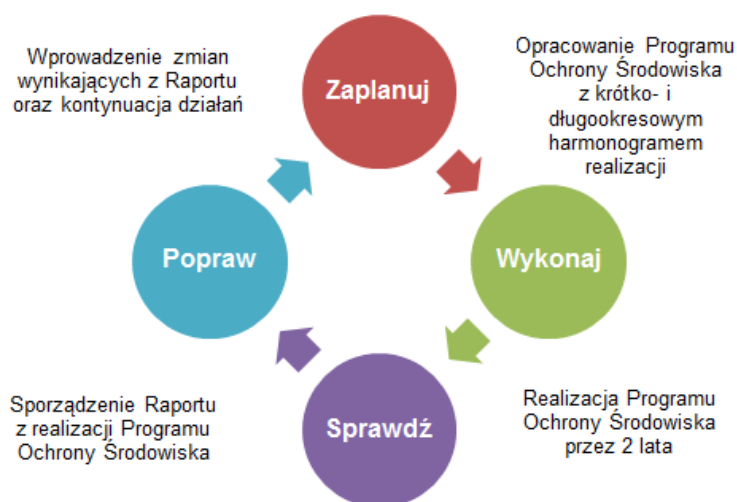 Zaplanuj
Opracowanie Programu
Ochrony Środowiska
z krótko- i
długookresowym
harmonogramem
realizacji
Wykonaj
Realizacja Programu
Ochrony Środowiska
przez 2 lata
Sprawdź
Sporządzenie Raportu
z realizacji Programu
Ochrony Środowiska
Popraw
Wprowadzenie zmian
wynikających z Raportu
oraz kontynuacja działań